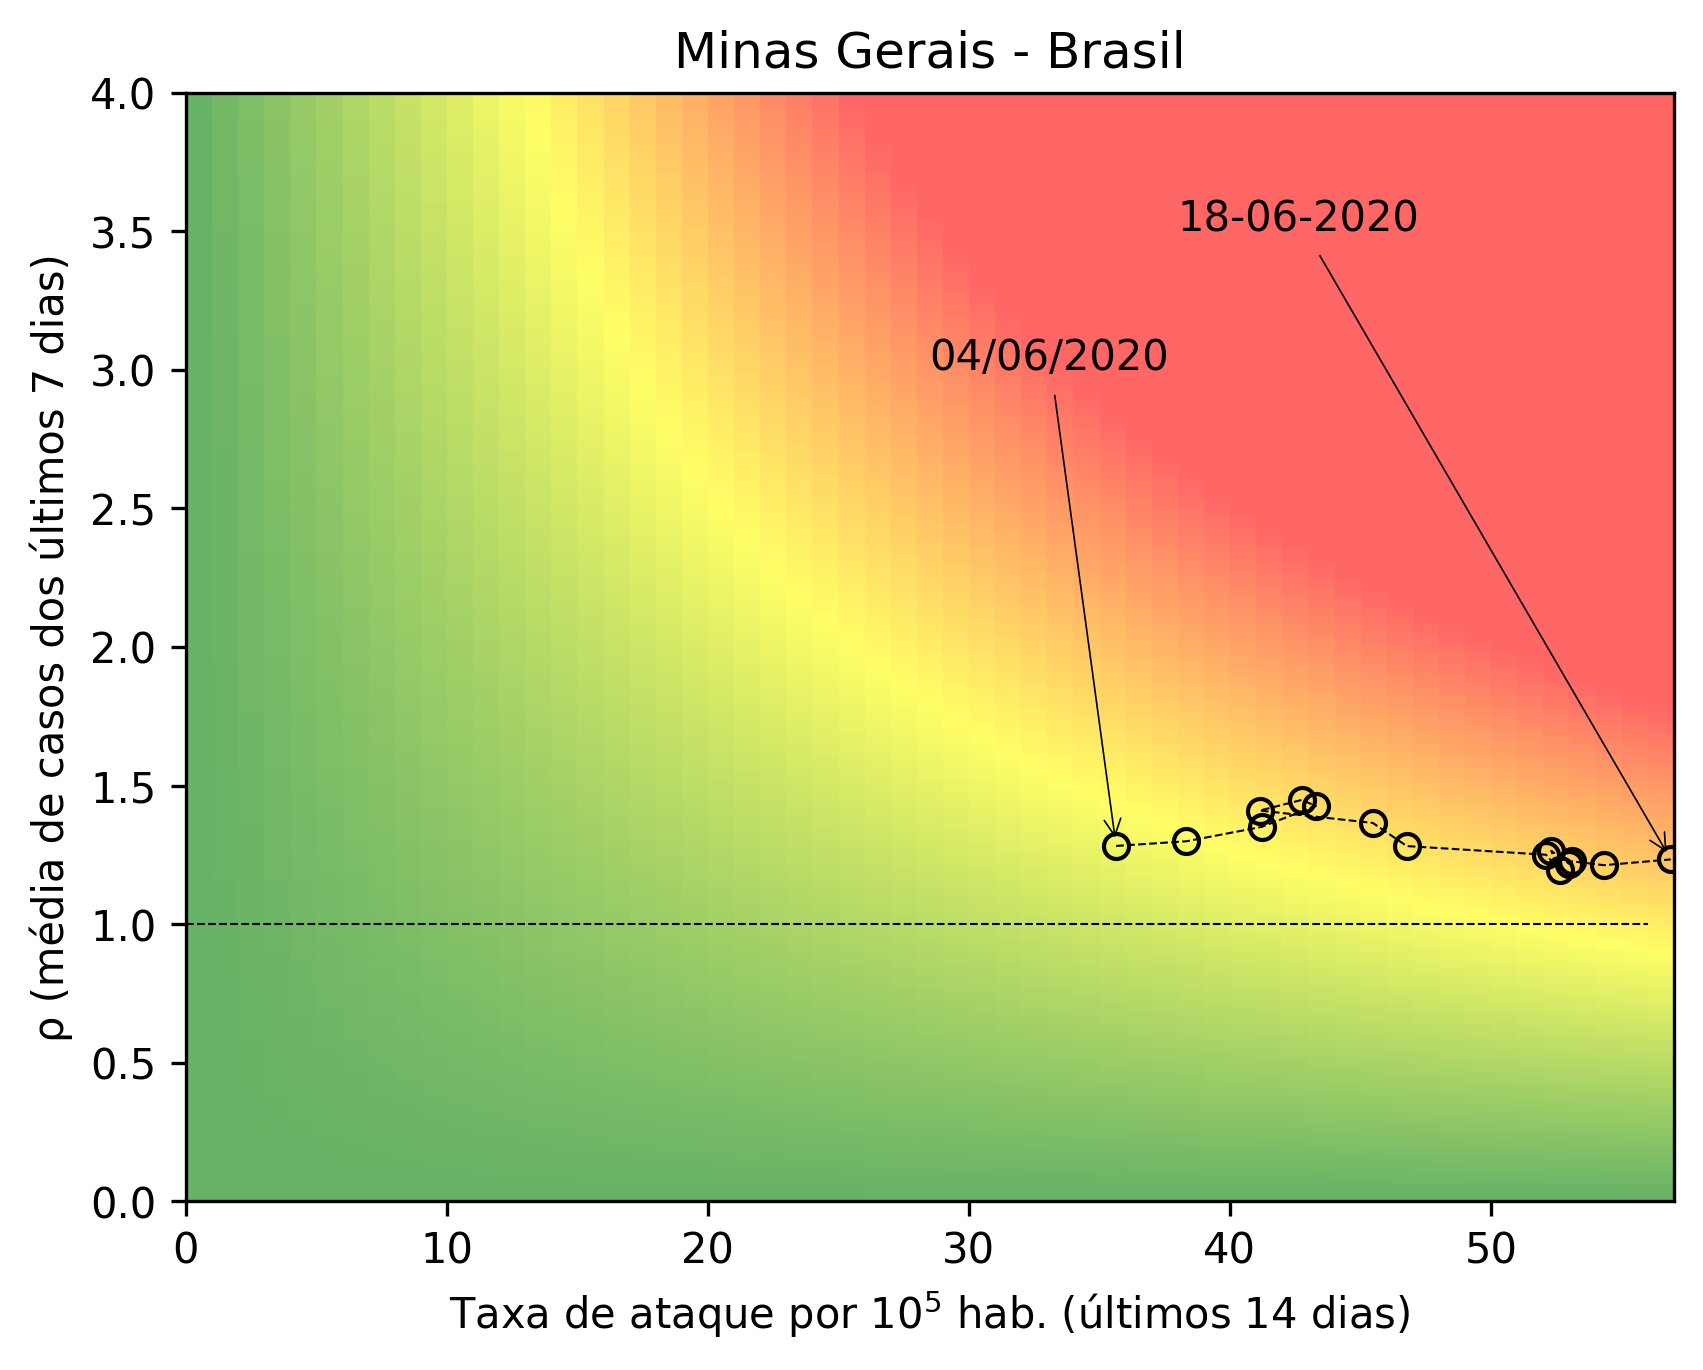 Minas Gerais - Brasil
4.0
3.5
3.0
2.5
2.0
1.5
1.0
0.5
0.0
ρ (média de casos dos últimos 7 dias)
18-06-2020
04/06/2020
0 10 20 30 40 50
Taxa de ataque por 10⁵ hab. (últimos 14 dias)